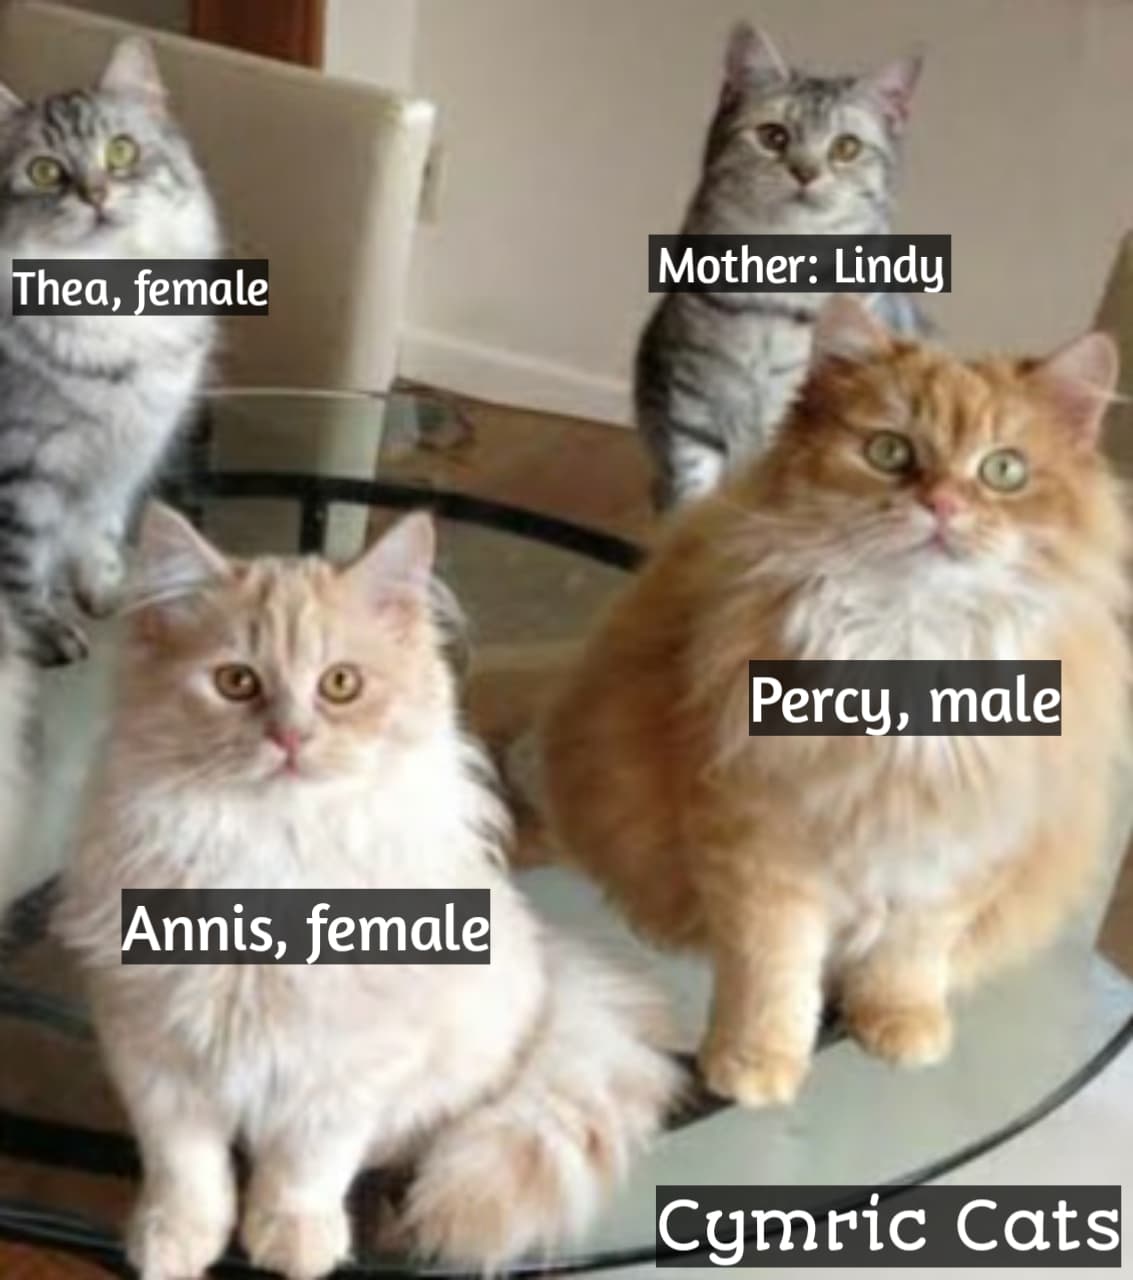 Mother: Lindy
Thea, female
Percy, male
Annis, female
Cymric Cats